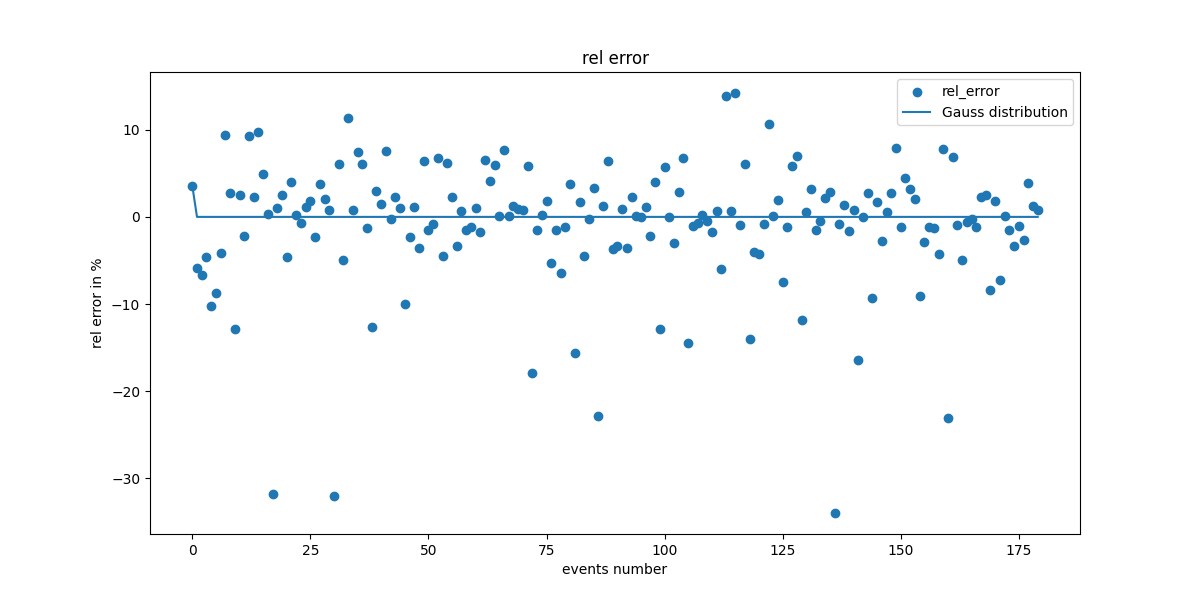 rel error
rel_error
Gauss distribution
rel error in %
10
0
−10
−20
−30
0 25 50 75 100 125 150 175
events number